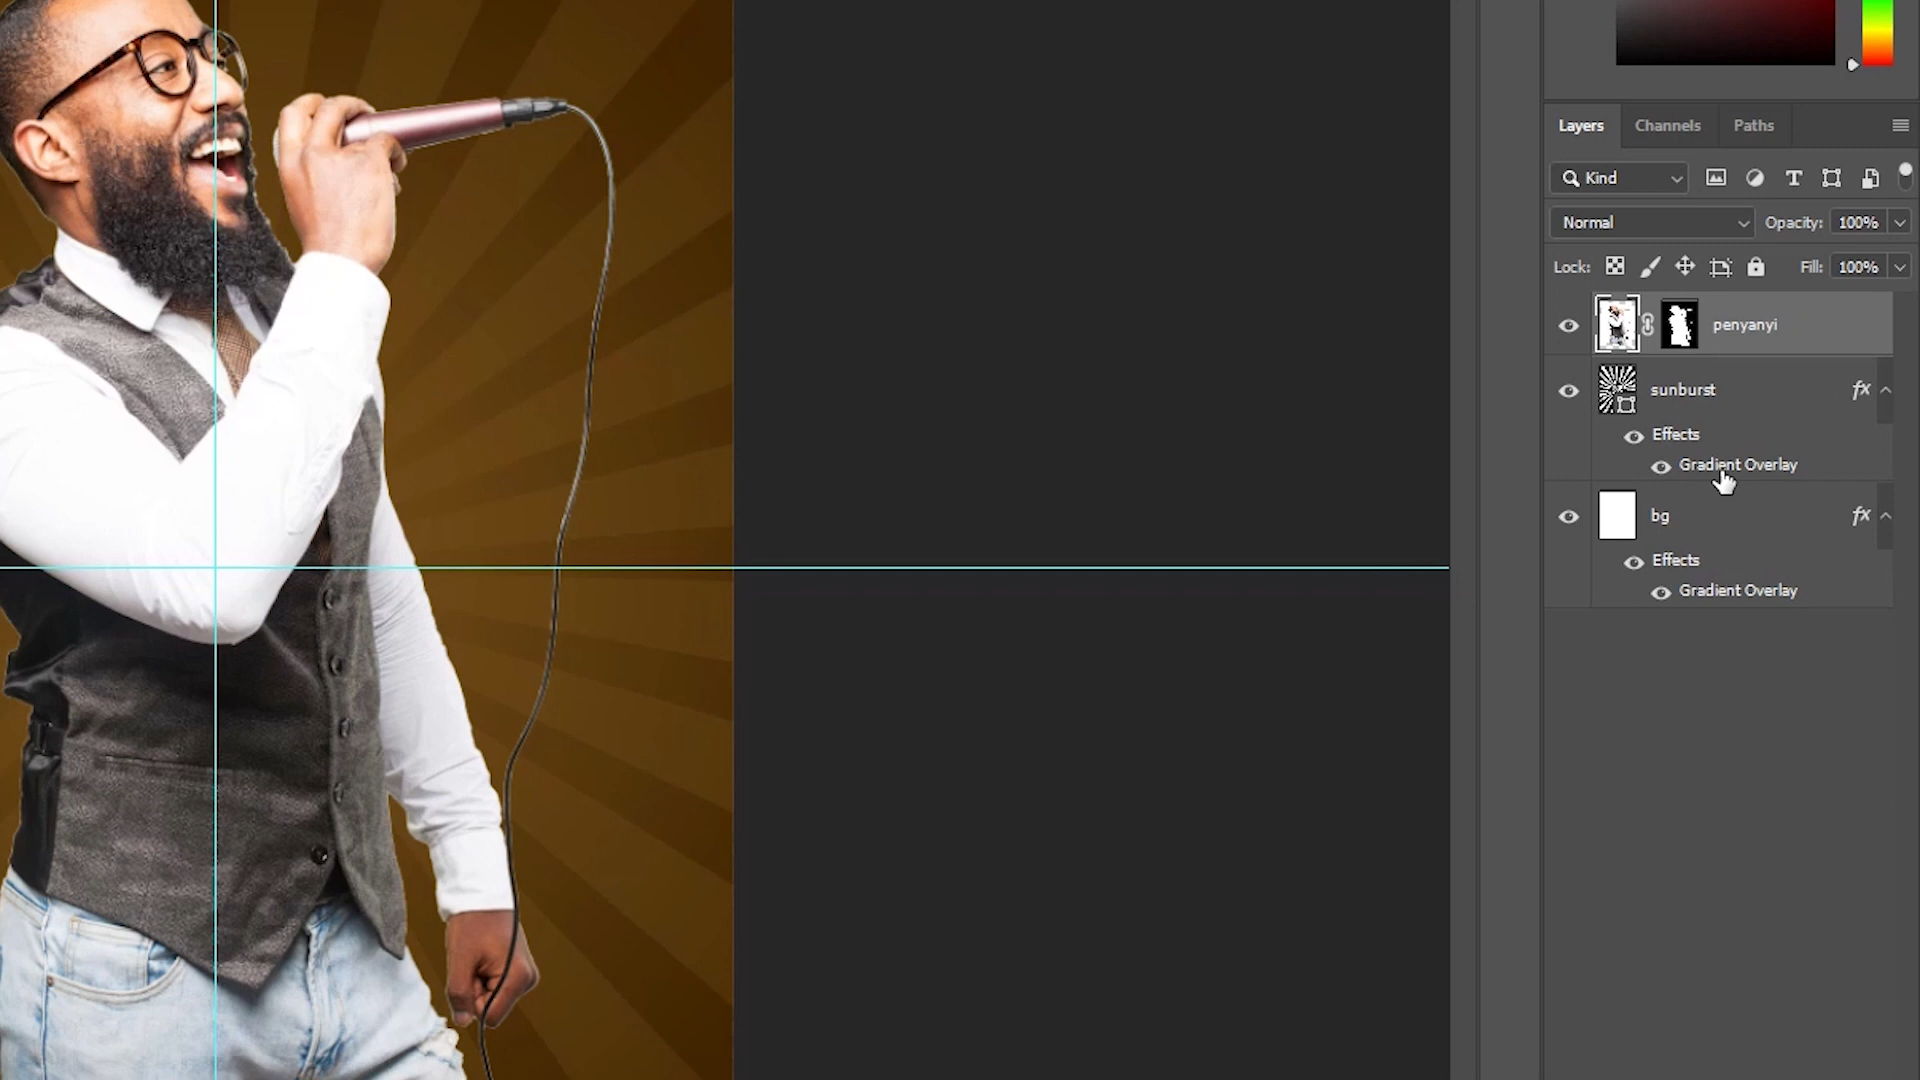 Layers Channels Paths
Kind
Normal Opacity: 100%
Lock: Fill: 100%
penyanyi
sunburst fx
Effects
Gradient Overlay
bg fx
Effects
Gradient Overlay